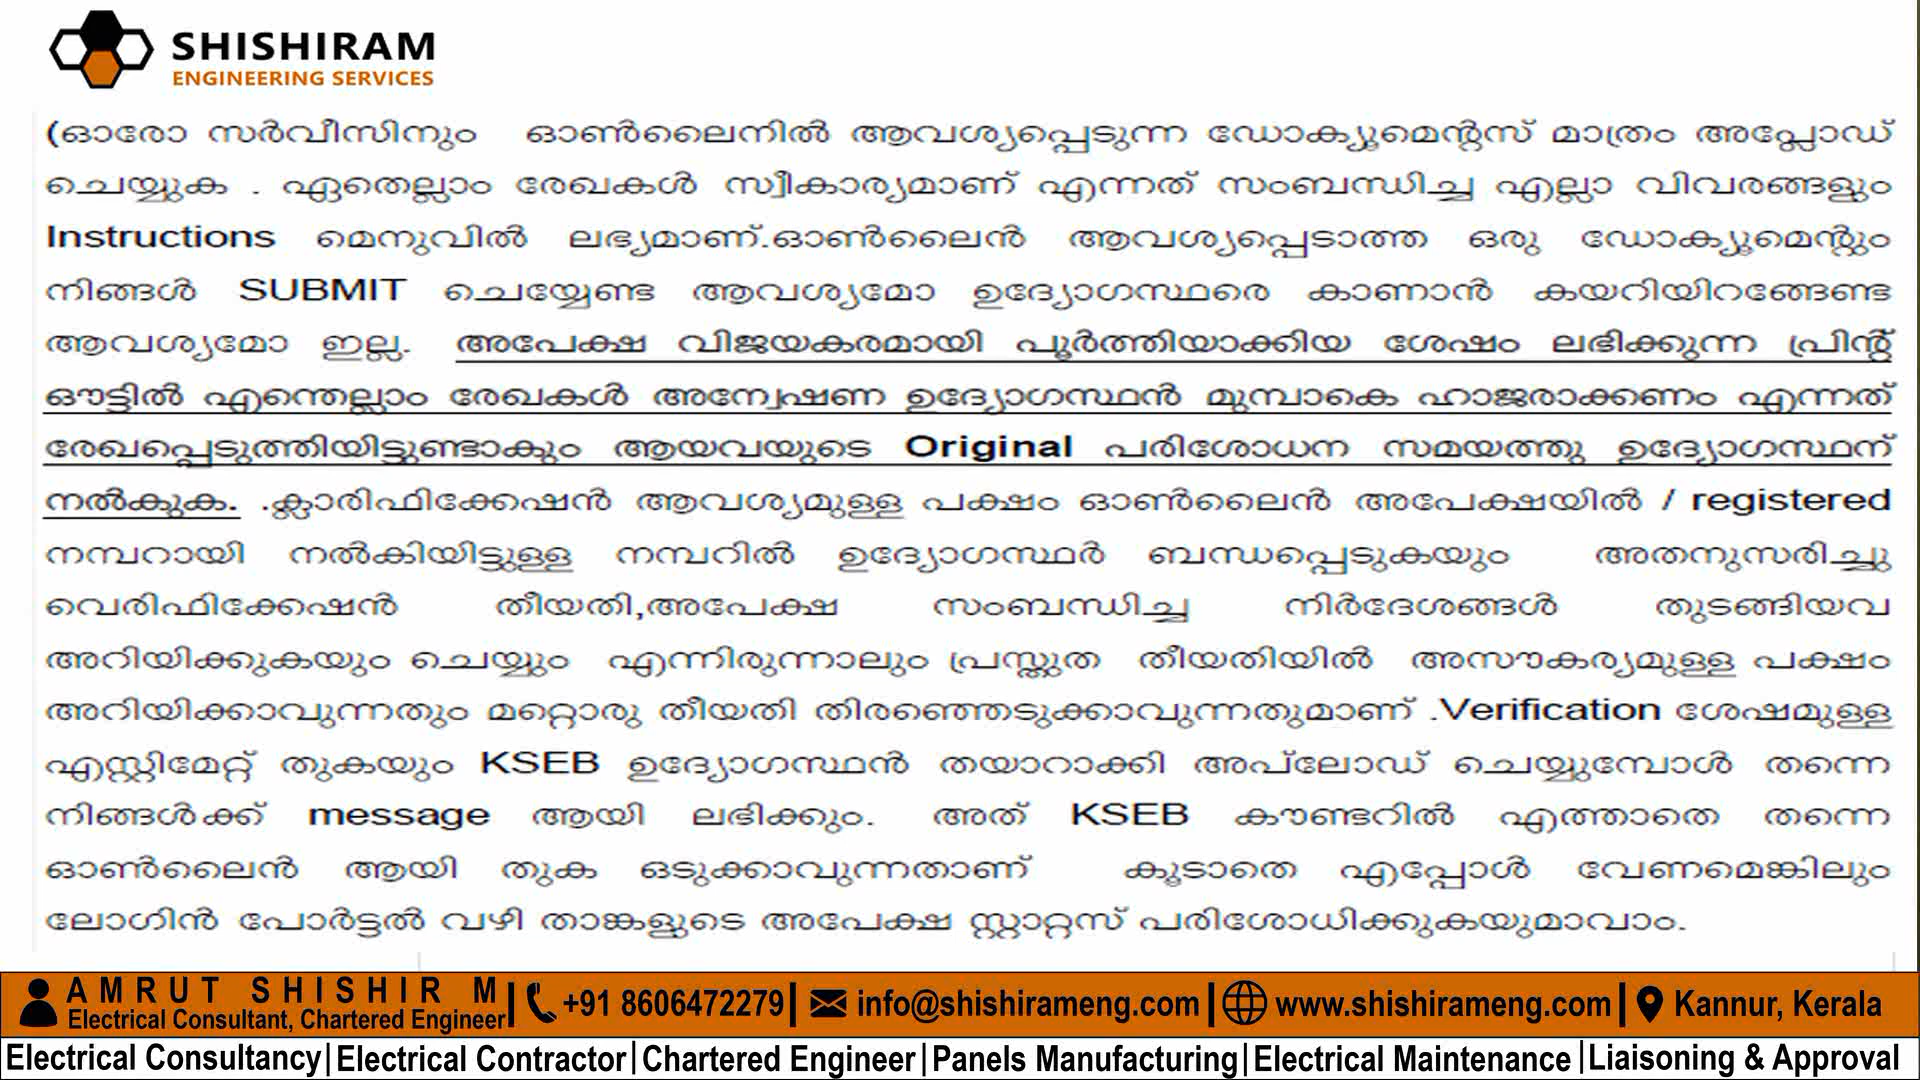 SHISHIRAM
ENGINEERING SERVICES
(ഓരോ സർവീസിനും ഓൺലൈനിൽ ആവശ്യപ്പെടുന്ന ഡോക്യൂമെന്റസ് മാത്രം അപ്ലോഡ്
ചെയ്യുക . ഏതെല്ലാം രേഖകൾ സ്വീകാര്യമാണ് എന്നത് സംബന്ധിച്ച എല്ലാ വിവരങ്ങളും
Instructions മെനുവിൽ ലഭ്യമാണ്.ഓൺലൈൻ ആവശ്യപ്പെടാത്ത ഒരു ഡോക്യൂമെന്റും
നിങ്ങൾ SUBMIT ചെയ്യേണ്ട ആവശ്യമോ ഉദ്യോഗസ്ഥരെ കാണാൻ കയറിയിറങ്ങേണ്ട
ആവശ്യമോ ഇല്ല. അപേക്ഷ വിജയകരമായി പൂർത്തിയാക്കിയ ശേഷം ലഭിക്കുന്ന പ്രിന്റ്
ഔട്ടിൽ എന്തെല്ലാം രേഖകൾ അന്വേഷണ ഉദ്യോഗസ്ഥൻ മുമ്പാകെ ഹാജരാക്കണം എന്നത്
രേഖപ്പെടുത്തിയിട്ടുണ്ടാകും ആയവയുടെ Original പരിശോധന സമയത്തു ഉദ്യോഗസ്ഥന്
നൽകുക. .ക്ലാരിഫിക്കേഷൻ ആവശ്യമുള്ള പക്ഷം ഓൺലൈൻ അപേക്ഷയിൽ / registered
നമ്പറായി നൽകിയിട്ടുള്ള നമ്പറിൽ ഉദ്യോഗസ്ഥർ ബന്ധപ്പെടുകയും അതനുസരിച്ചു
വെരിഫിക്കേഷൻ തീയതി,അപേക്ഷ സംബന്ധിച്ച നിർദേശങ്ങൾ തുടങ്ങിയവ
അറിയിക്കുകയും ചെയ്യും എന്നിരുന്നാലും പ്രസ്തുത തീയതിയിൽ അസൗകര്യമുള്ള പക്ഷം
അറിയിക്കാവുന്നതും മറ്റൊരു തീയതി തിരഞ്ഞെടുക്കാവുന്നതുമാണ് .Verification ശേഷമുള്ള
എസ്റ്റിമേറ്റ് തുകയും KSEB ഉദ്യോഗസ്ഥൻ തയാറാക്കി അപ്‌ലോഡ് ചെയ്യുമ്പോൾ തന്നെ
നിങ്ങൾക്ക് message ആയി ലഭിക്കും. അത് KSEB കൗണ്ടറിൽ എത്താതെ തന്നെ
ഓൺലൈൻ ആയി തുക ഒടുക്കാവുന്നതാണ് കൂടാതെ എപ്പോൾ വേണമെങ്കിലും
ലോഗിൻ പോർട്ടൽ വഴി താങ്കളുടെ അപേക്ഷ സ്റ്റാറ്റസ് പരിശോധിക്കുകയുമാവാം.
AMRUT SHISHIR M
Electrical Consultant, Chartered Engineer
| +91 8606472279 | info@shishirameng.com | www.shishirameng.com | Kannur, Kerala
Electrical Consultancy|Electrical Contractor|Chartered Engineer|Panels Manufacturing|Electrical Maintenance |Liaisoning & Approval